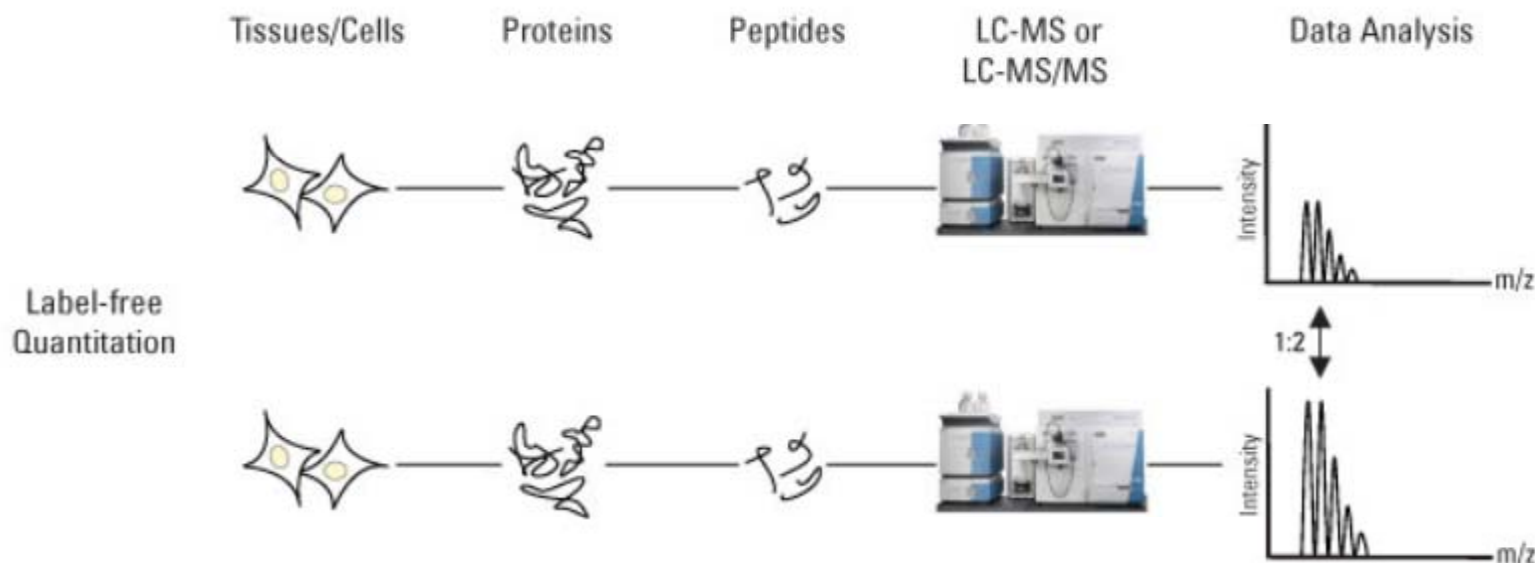 Tissues/Cells
Proteins
Peptides
LC-MS or
LC-MS/MS
Data Analysis
Intensity
m/z
Label-free
Quantitation
1:2
Intensity
m/z